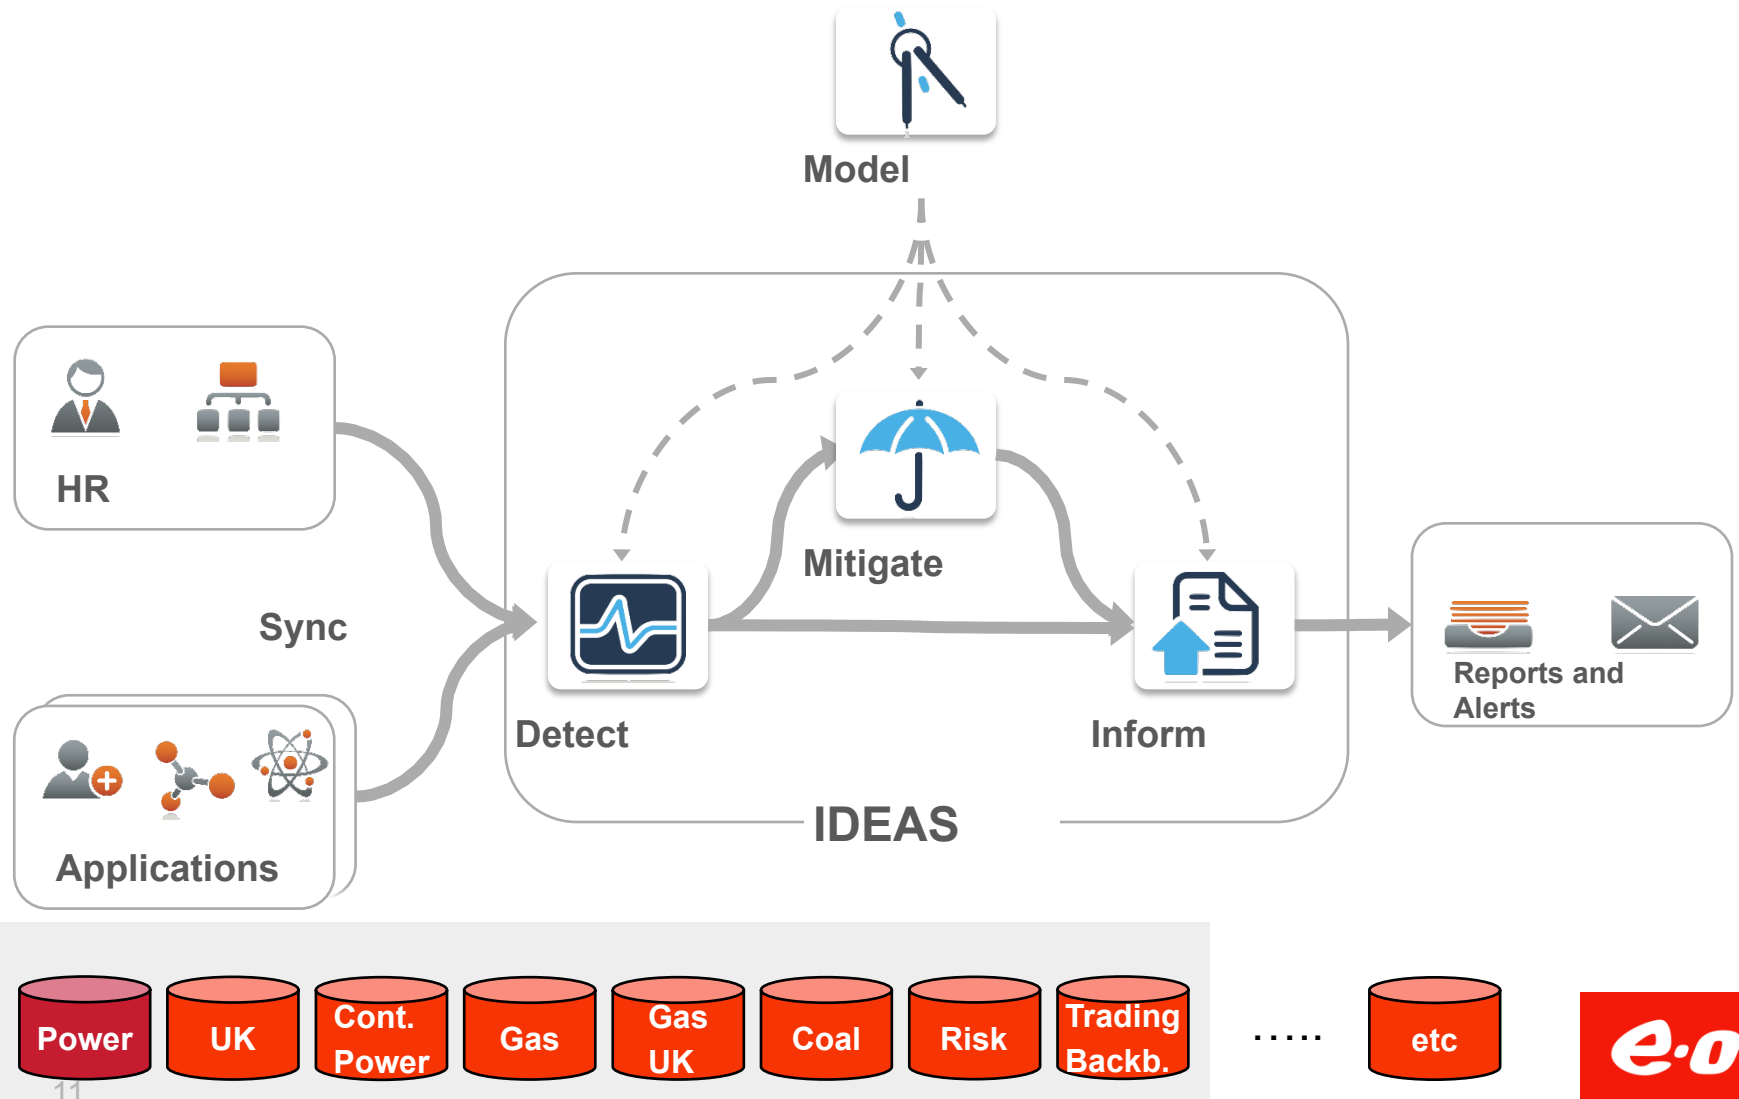 Model
HR
Mitigate
Sync
Reports and
Alerts
Detect
Inform
IDEAS
Applications
Power
UK
Cont.
Power
Gas
Gas
UK
Coal
Risk
Trading
Backb.
.....
etc
e·o
11